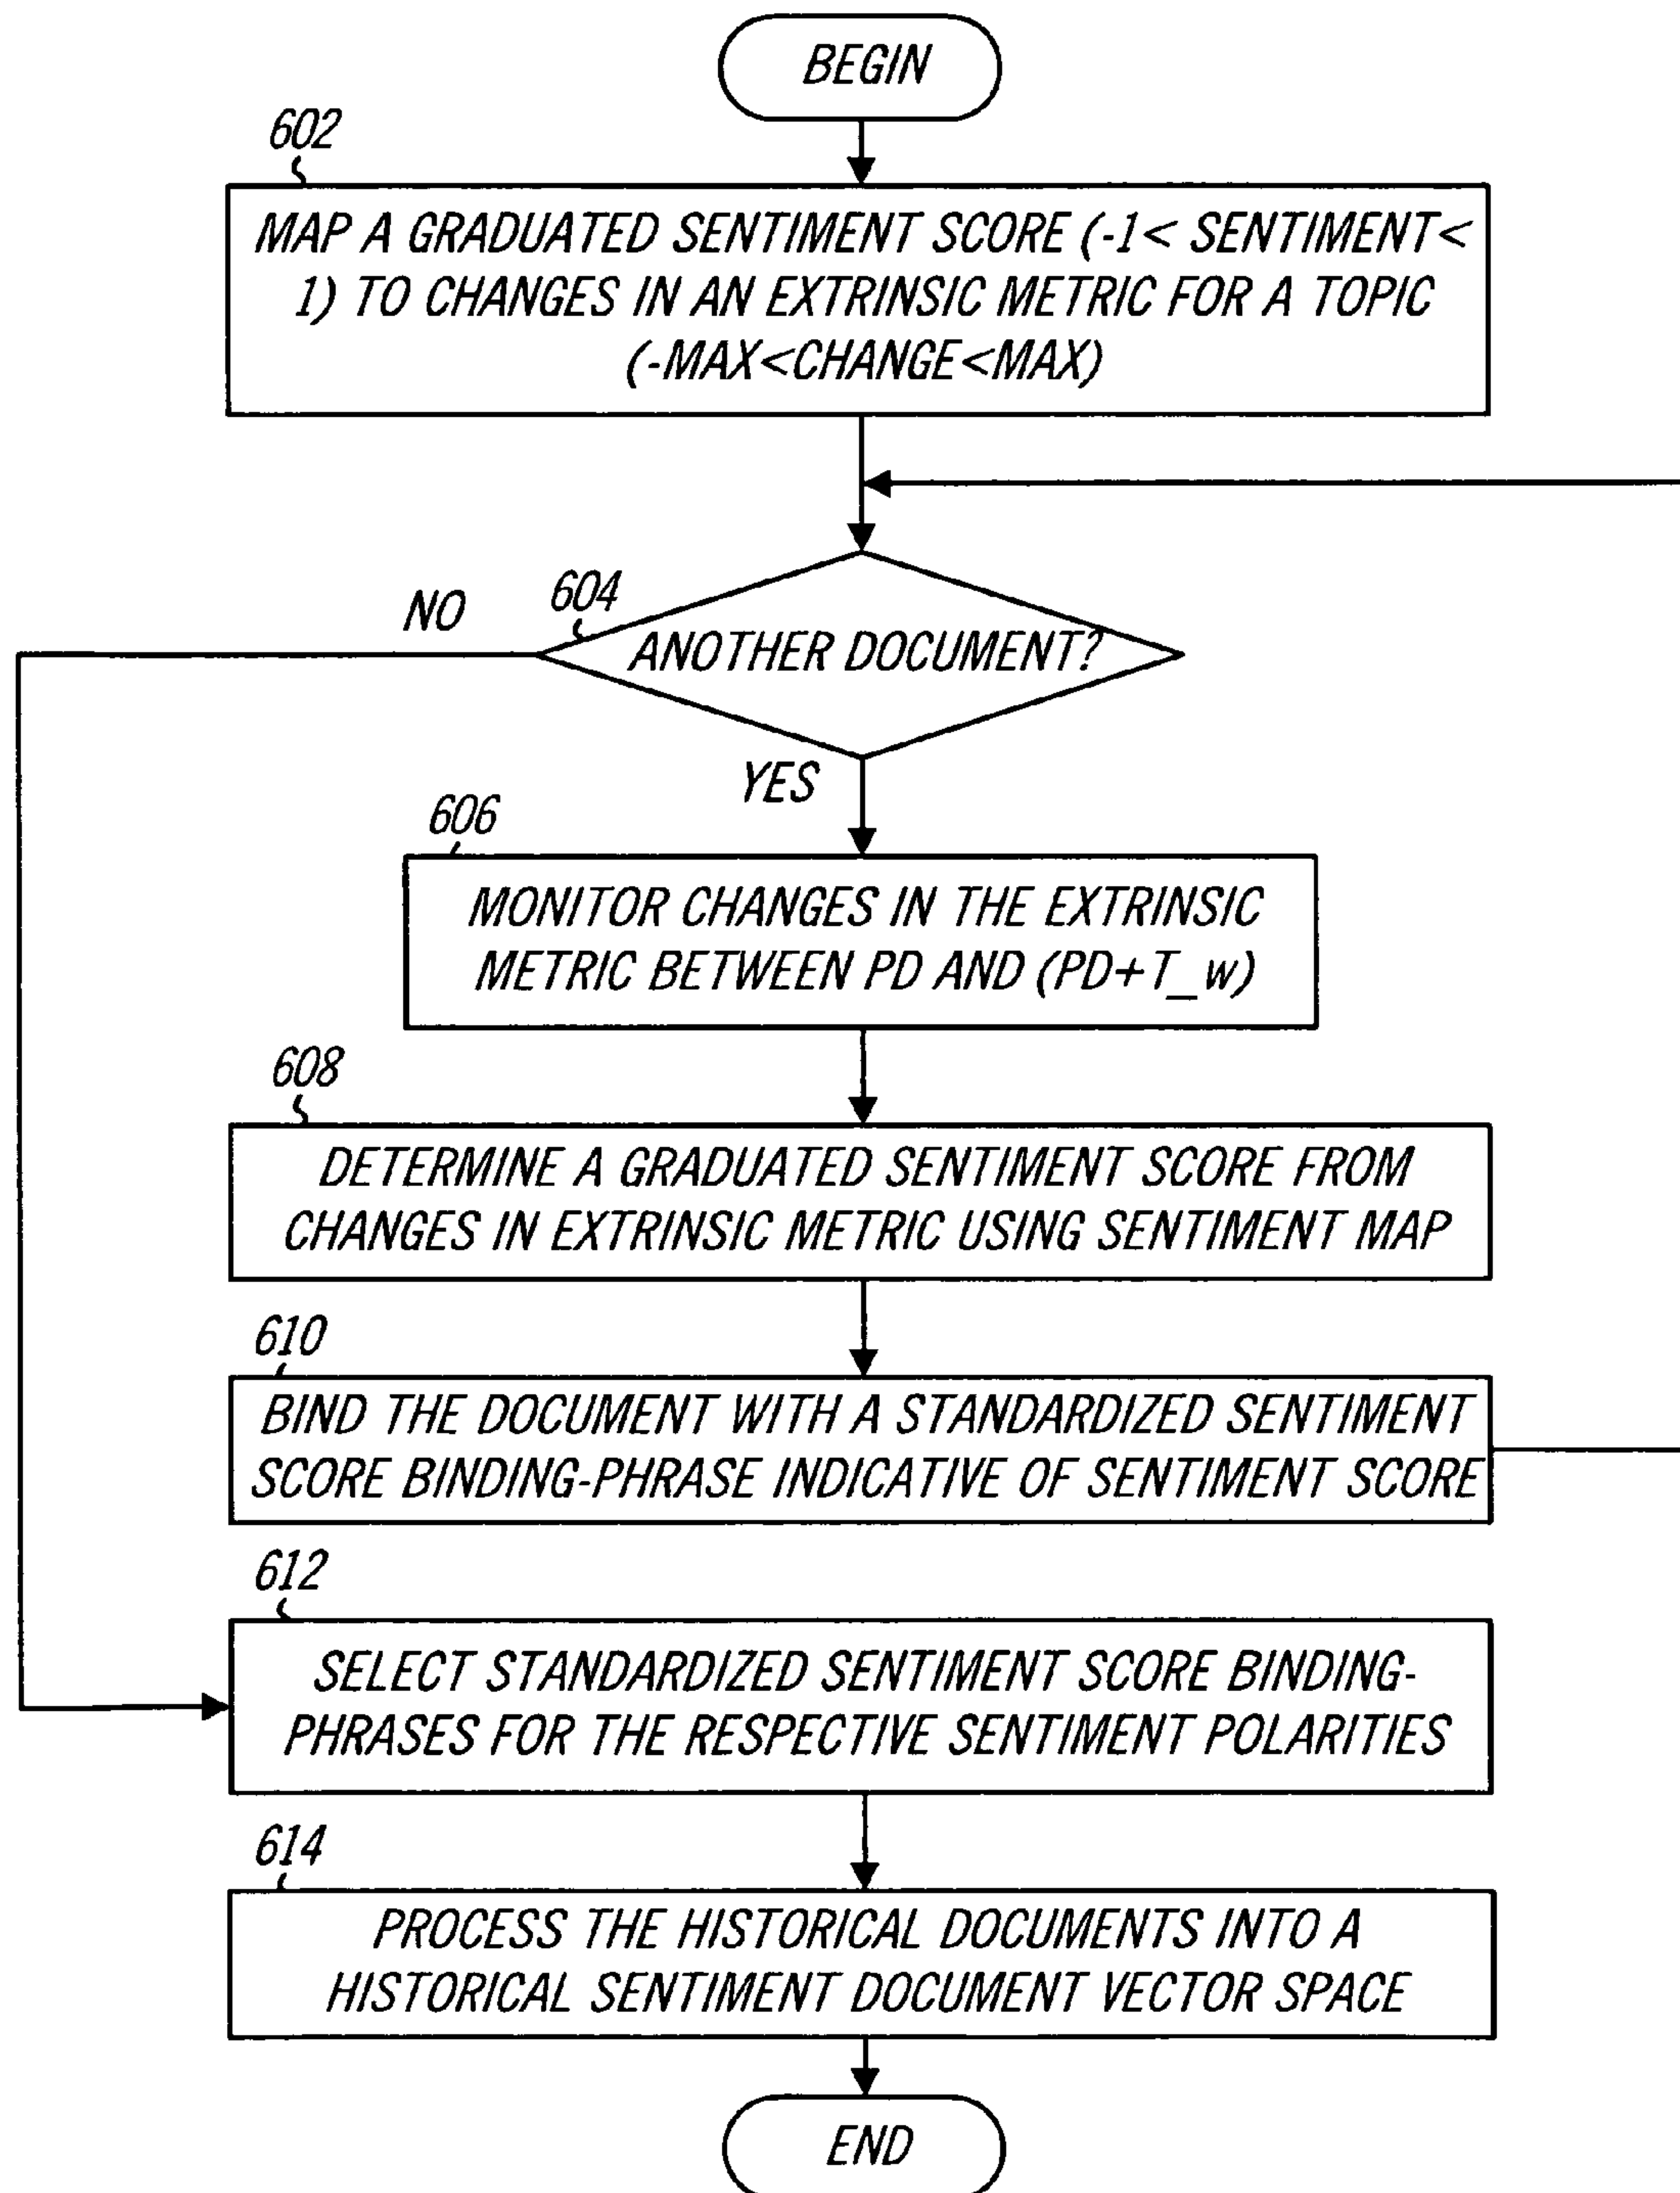 BEGIN
602
MAP A GRADUATED SENTIMENT SCORE (-1< SENTIMENT<
1) TO CHANGES IN AN EXTRINSIC METRIC FOR A TOPIC
(-MAX<CHANGE<MAX)
604
NO
ANOTHER DOCUMENT?
YES
606
MONITOR CHANGES IN THE EXTRINSIC
METRIC BETWEEN PD AND (PD+T_w)
608
DETERMINE A GRADUATED SENTIMENT SCORE FROM
CHANGES IN EXTRINSIC METRIC USING SENTIMENT MAP
610
BIND THE DOCUMENT WITH A STANDARDIZED SENTIMENT
SCORE BINDING-PHRASE INDICATIVE OF SENTIMENT SCORE
612
SELECT STANDARDIZED SENTIMENT SCORE BINDING-
PHRASES FOR THE RESPECTIVE SENTIMENT POLARITIES
614
PROCESS THE HISTORICAL DOCUMENTS INTO A
HISTORICAL SENTIMENT DOCUMENT VECTOR SPACE
END